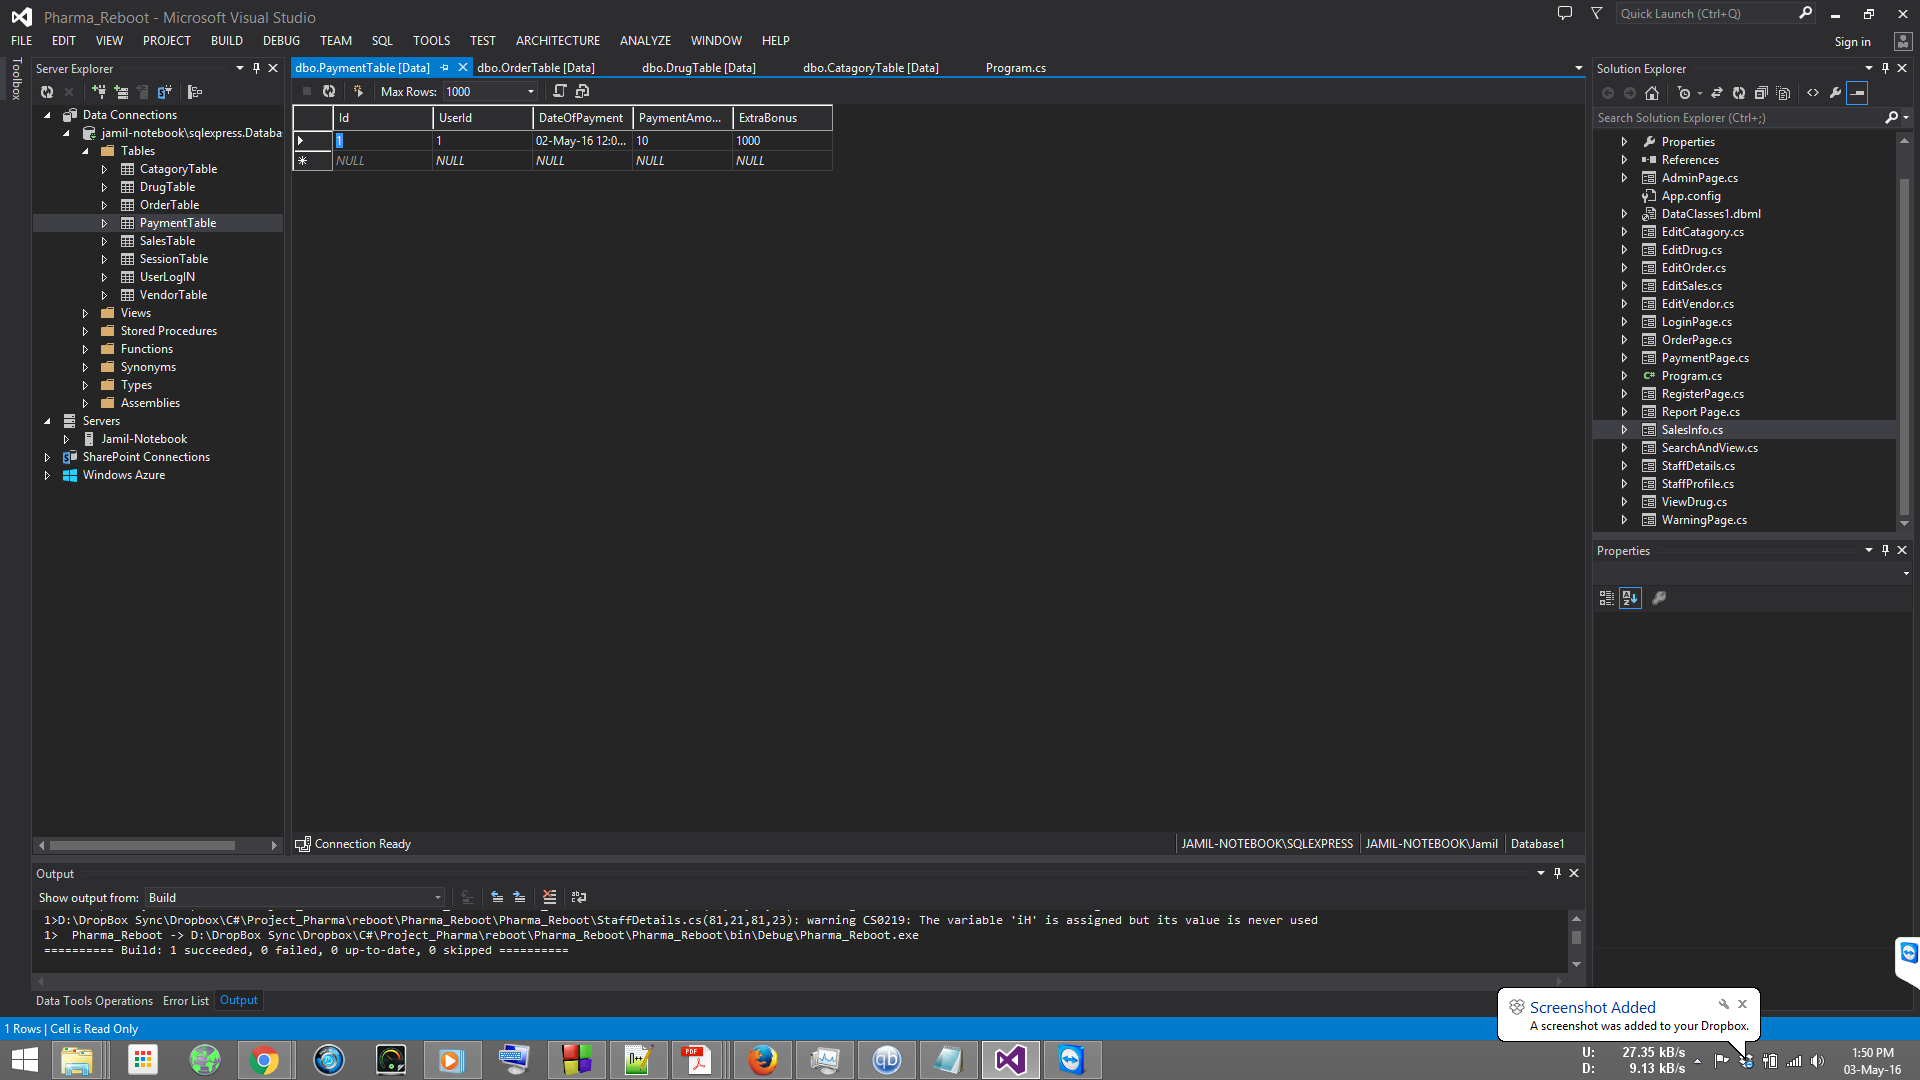 Pharma_Reboot - Microsoft Visual Studio
Quick Launch (Ctrl+Q)
FILE EDIT VIEW PROJECT BUILD DEBUG TEAM SQL TOOLS TEST ARCHITECTURE ANALYZE WINDOW HELP
Sign in
Toolbox
Server Explorer
Data Connections
jamil-notebook\sqlexpress.Databa
Tables
CatagoryTable
DrugTable
OrderTable
PaymentTable
SalesTable
SessionTable
UserLogIN
VendorTable
Views
Stored Procedures
Functions
Synonyms
Types
Assemblies
Servers
Jamil-Notebook
SharePoint Connections
Windows Azure
dbo.PaymentTable [Data] dbo.OrderTable [Data] dbo.DrugTable [Data] dbo.CatagoryTable [Data] Program.cs
Max Rows: 1000
Id UserId DateOfPayment PaymentAmo... ExtraBonus
1 1 02-May-16 12:0... 10 1000
NULL NULL NULL NULL NULL
Connection Ready
JAMIL-NOTEBOOK\SQLEXPRESS JAMIL-NOTEBOOK\Jamil Database1
Solution Explorer
Search Solution Explorer (Ctrl+;)
Properties
References
AdminPage.cs
App.config
DataClasses1.dbml
EditCatagory.cs
EditDrug.cs
EditOrder.cs
EditSales.cs
EditVendor.cs
LoginPage.cs
OrderPage.cs
PaymentPage.cs
C# Program.cs
RegisterPage.cs
Report Page.cs
SalesInfo.cs
SearchAndView.cs
StaffDetails.cs
StaffProfile.cs
ViewDrug.cs
WarningPage.cs
Properties
Output
Show output from: Build
1>D:\DropBox Sync\Dropbox\C#\Project_Pharma\reboot\Pharma_Reboot\Pharma_Reboot\StaffDetails.cs(81,21,81,23): warning CS0219: The variable 'iH' is assigned but its value is never used
1>  Pharma_Reboot -> D:\DropBox Sync\Dropbox\C#\Project_Pharma\reboot\Pharma_Reboot\Pharma_Reboot\bin\Debug\Pharma_Reboot.exe
========== Build: 1 succeeded, 0 failed, 0 up-to-date, 0 skipped ==========
Data Tools Operations Error List Output
1 Rows | Cell is Read Only
Screenshot Added
A screenshot was added to your Dropbox.
U: 27.35 kB/s
D: 9.13 kB/s
1:50 PM
03-May-16